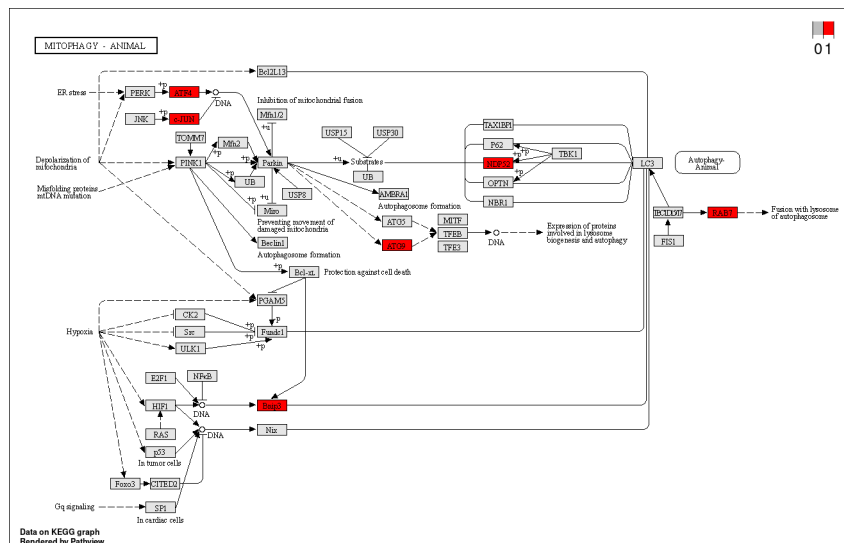 01
MITOPHAGY - ANIMAL
Bcl2L13
ER stress
PERK
+p
ATF4
DNA
+p
JNK
c-JUN
Inhibition of mitochondrial fusion
Mfn1/2
+u
TOMM7
Mfn2
+p
+p
USP15
USP30
TAX1BP1
P62
+p
TBK1
Depolarization of
mitochondria
PINK1
Parkin
+u
Substrates
NDP52
+p
LC3
Autophagy-
Animal
UB
+p
UB
OPTN
+p
Misfolding proteins
mtDNA mutation
USP8
AMBRA1
NBR1
+p
+u
Miro
Autophagosome formation
Preventing movement of
damaged mitochondria
ATG5
MITF
TFEB
TFE3
DNA
Expression of proteins
involved in lysosome
biogenesis and autophagy
RAB7
Fusion with lysosome
of autophagosome
Beclin1
ATG9
FIS1
Autophagosome formation
+p
Bcl-xL
Protection against cell death
PGAM5
CK2
+p
Hypoxia
Src
+p
Fundc1
ULK1
+p
+p
E2F1
NFκB
HIF1
DNA
Bnip3
RAS
DNA
Nix
p53
In tumor cells
Foxo3
CITED2
Gq signaling
SP1
In cardiac cells
Data on KEGG graph
Rendered by Pathview